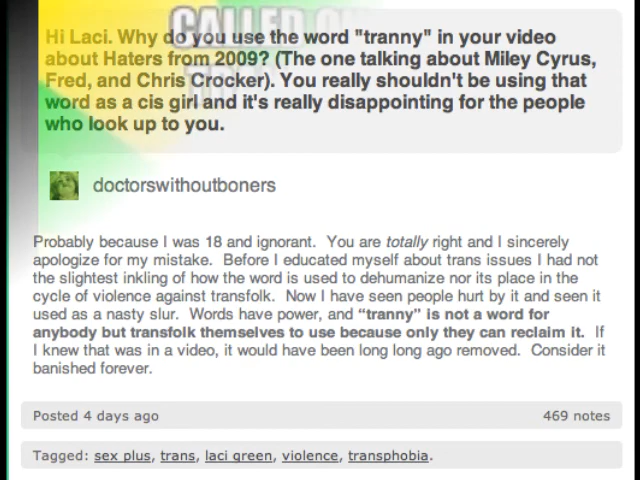 CALLED O
Hi Laci. Why do you use the word "tranny" in your video
about Haters from 2009? (The one talking about Miley Cyrus,
Fred, and Chris Crocker). You really shouldn't be using that
word as a cis girl and it's really disappointing for the people
who look up to you.
doctorswithoutboners
Probably because I was 18 and ignorant. You are totally right and I sincerely
apologize for my mistake. Before I educated myself about trans issues I had not
the slightest inkling of how the word is used to dehumanize nor its place in the
cycle of violence against transfolk. Now I have seen people hurt by it and seen it
used as a nasty slur. Words have power, and “tranny” is not a word for
anybody but transfolk themselves to use because only they can reclaim it. If
I knew that was in a video, it would have been long long ago removed. Consider it
banished forever.
Posted 4 days ago 469 notes
Tagged: sex plus, trans, laci green, violence, transphobia.